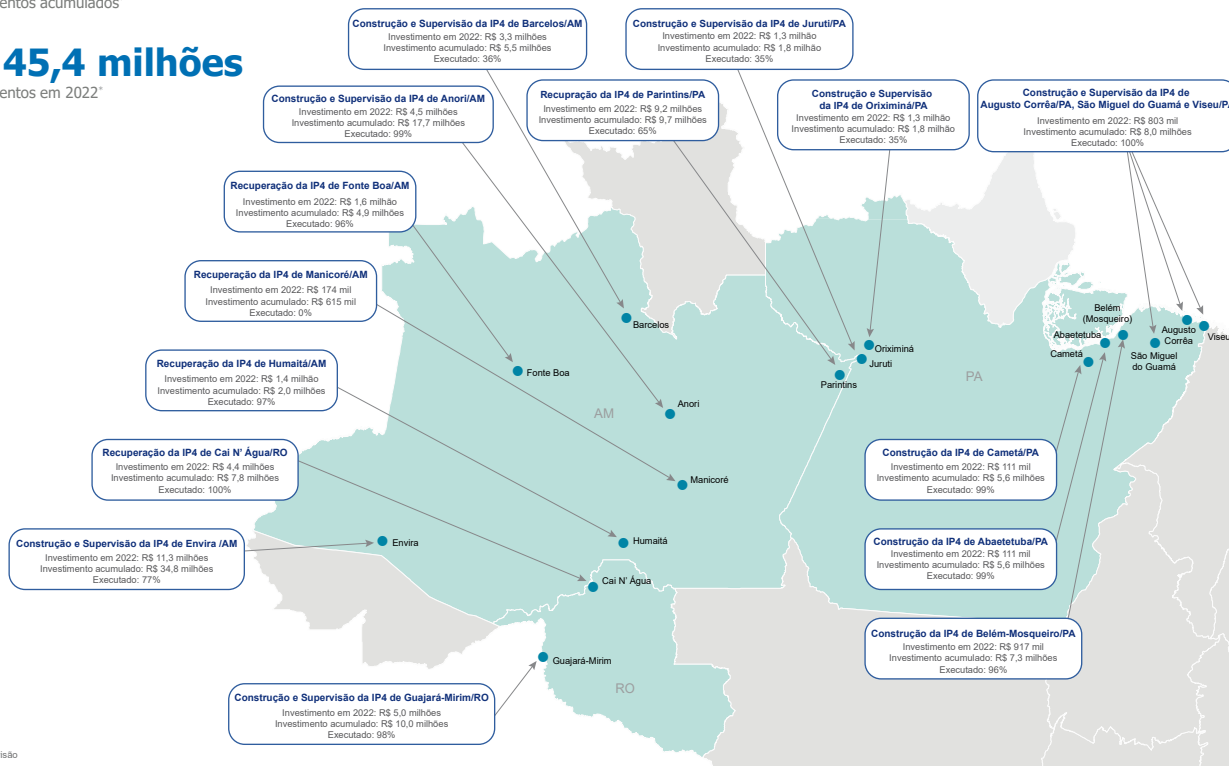 acumulados
45,4 milhões
em 2022*
Construção e Supervisão da IP4 de Barcelos/AM
Investimento em 2022: R$ 3,3 milhões
Investimento acumulado: R$ 5,5 milhões
Executado: 36%
Construção e Supervisão da IP4 de Juruti/PA
Investimento em 2022: R$ 1,3 milhão
Investimento acumulado: R$ 1,8 milhão
Executado: 35%
Construção e Supervisão da IP4 de Anori/AM
Investimento em 2022: R$ 4,5 milhões
Investimento acumulado: R$ 17,7 milhões
Executado: 99%
Recupração da IP4 de Parintins/PA
Investimento em 2022: R$ 9,2 milhões
Investimento acumulado: R$ 9,7 milhões
Executado: 65%
Construção e Supervisão
da IP4 de Oriximiná/PA
Investimento em 2022: R$ 1,3 milhão
Investimento acumulado: R$ 1,8 milhão
Executado: 35%
Construção e Supervisão da IP4 de
Augusto Corrêa/PA, São Miguel do Guamá e Viseu/PA
Investimento em 2022: R$ 803 mil
Investimento acumulado: R$ 8,0 milhões
Executado: 100%
Recuperação da IP4 de Fonte Boa/AM
Investimento em 2022: R$ 1,6 milhão
Investimento acumulado: R$ 4,9 milhões
Executado: 96%
Recuperação da IP4 de Manicoré/AM
Investimento em 2022: R$ 174 mil
Investimento acumulado: R$ 615 mil
Executado: 0%
Recuperação da IP4 de Humaitá/AM
Investimento em 2022: R$ 1,4 milhão
Investimento acumulado: R$ 2,0 milhões
Executado: 97%
Recuperação da IP4 de Cai N' Água/RO
Investimento em 2022: R$ 4,4 milhões
Investimento acumulado: R$ 7,8 milhões
Executado: 100%
Construção e Supervisão da IP4 de Envira /AM
Investimento em 2022: R$ 11,3 milhões
Investimento acumulado: R$ 34,8 milhões
Executado: 77%
Construção e Supervisão da IP4 de Guajará-Mirim/RO
Investimento em 2022: R$ 5,0 milhões
Investimento acumulado: R$ 10,0 milhões
Executado: 98%
Construção da IP4 de Cametá/PA
Investimento em 2022: R$ 111 mil
Investimento acumulado: R$ 5,6 milhões
Executado: 99%
Construção da IP4 de Abaetetuba/PA
Investimento em 2022: R$ 111 mil
Investimento acumulado: R$ 5,6 milhões
Executado: 99%
Construção da IP4 de Belém-Mosqueiro/PA
Investimento em 2022: R$ 917 mil
Investimento acumulado: R$ 7,3 milhões
Executado: 96%
Barcelos
Fonte Boa
Anori
AM
Manicoré
Humaitá
Envira
Cai N' Água
Guajará-Mirim
RO
Oriximiná
Juruti
Parintins
PA
Belém
(Mosqueiro)
Abaetetuba
Cametá
São Miguel
do Guamá
Augusto
Corrêa
Viseu